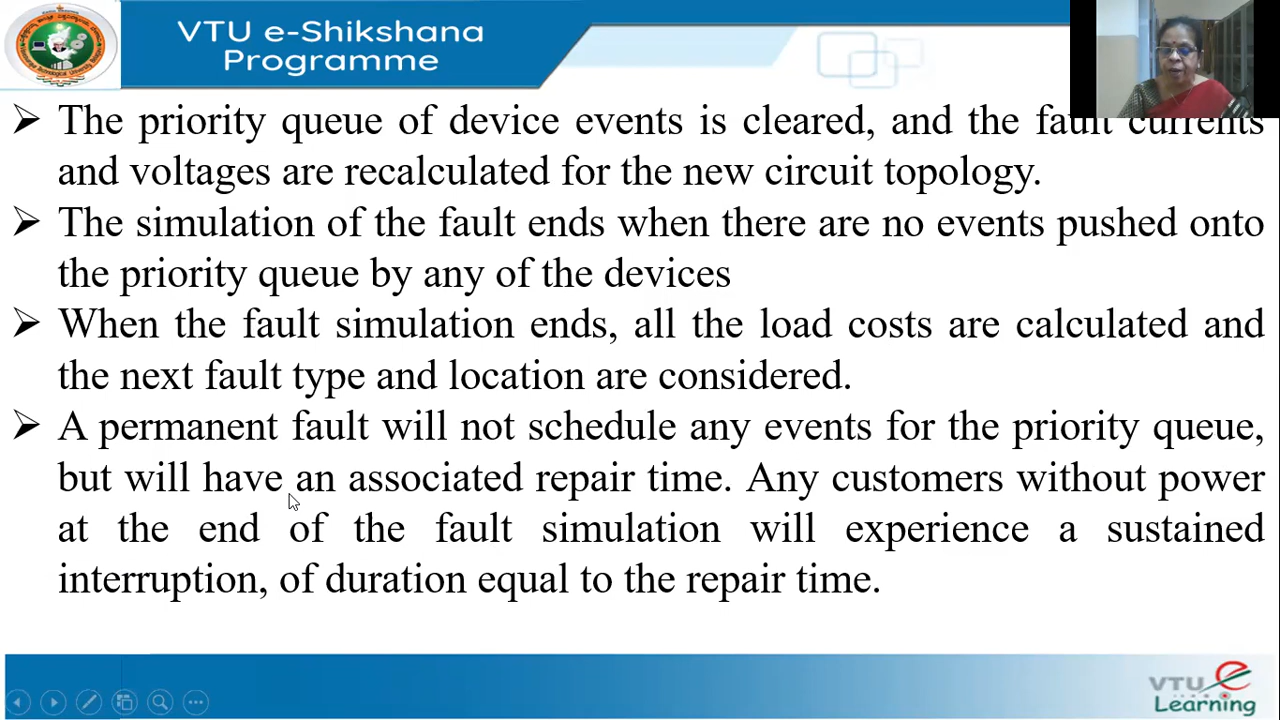 VTU e-Shikshana
Programme
➢ The priority queue of device events is cleared, and the fault currents
and voltages are recalculated for the new circuit topology.
➢ The simulation of the fault ends when there are no events pushed onto
the priority queue by any of the devices
➢ When the fault simulation ends, all the load costs are calculated and
the next fault type and location are considered.
➢ A permanent fault will not schedule any events for the priority queue,
but will have an associated repair time. Any customers without power
at the end of the fault simulation will experience a sustained
interruption, of duration equal to the repair time.
VTU e
Learning